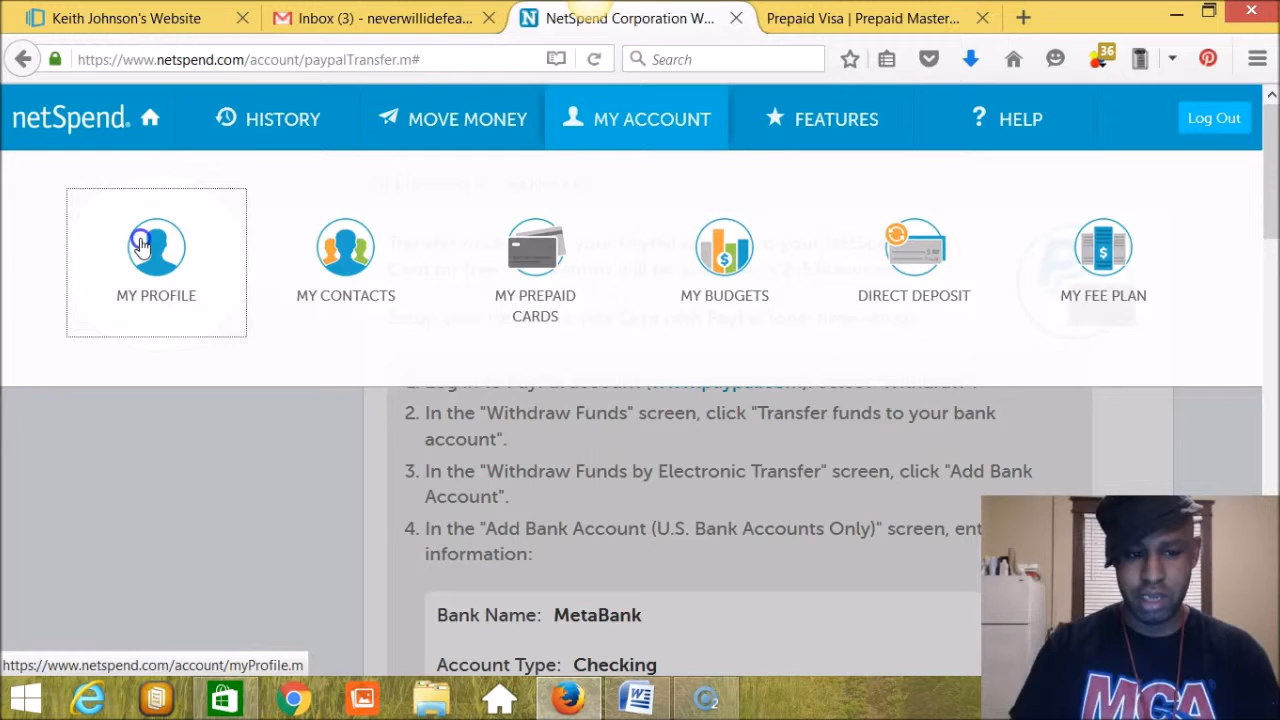 Keith Johnson's Website
Inbox (3) - neverwillidefea...
NetSpend Corporation W...
Prepaid Visa | Prepaid Master...
https://www.netspend.com/account/paypalTransfer.m#
Search
36
netSpend.
HISTORY
MOVE MONEY
MY ACCOUNT
FEATURES
? HELP
Log Out
MY PROFILE
MY CONTACTS
MY PREPAID
CARDS
MY BUDGETS
DIRECT DEPOSIT
MY FEE PLAN
2. In the "Withdraw Funds" screen, click "Transfer funds to your bank
account".
3. In the "Withdraw Funds by Electronic Transfer" screen, click "Add Bank
Account".
4. In the "Add Bank Account (U.S. Bank Accounts Only)" screen, ent
information:
Bank Name: MetaBank
Account Type: Checking
https://www.netspend.com/account/myProfile.m
MCA